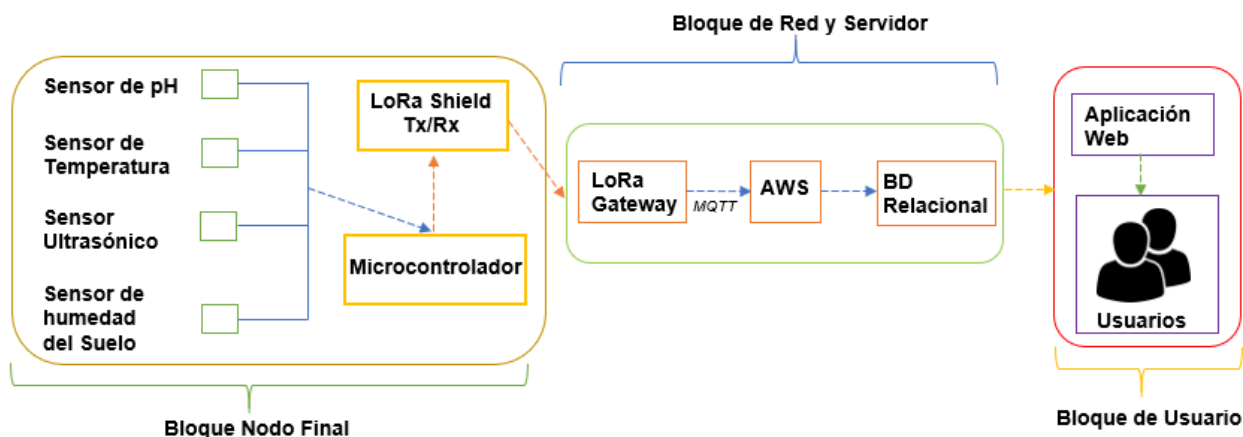 Bloque de Red y Servidor
Sensor de pH
Sensor de
Temperatura
Sensor
Ultrasónico
Sensor de
humedad
del Suelo
LoRa Shield
Tx/Rx
Microcontrolador
LoRa
Gateway
MQTT
AWS
BD
Relacional
Aplicación
Web
Usuarios
Bloque Nodo Final
Bloque de Usuario